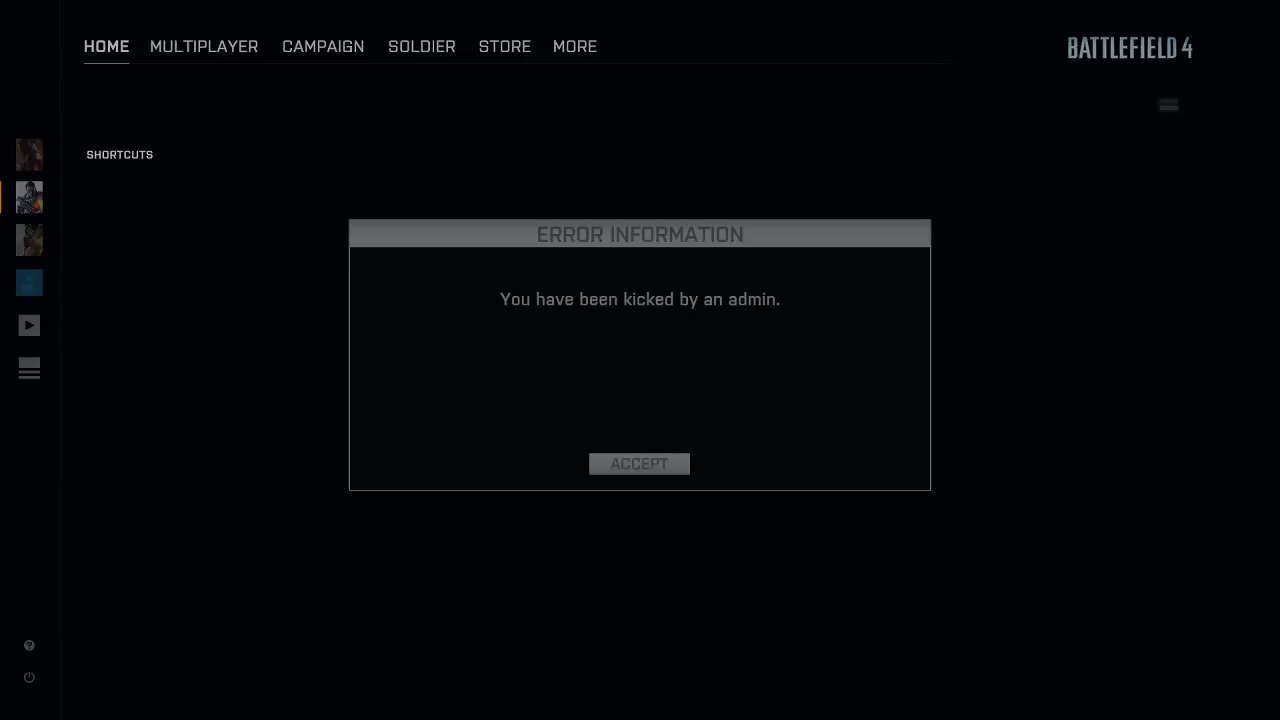 HOME MULTIPLAYER CAMPAIGN SOLDIER STORE MORE
BATTLEFIELD 4
SHORTCUTS
ERROR INFORMATION
You have been kicked by an admin.
ACCEPT